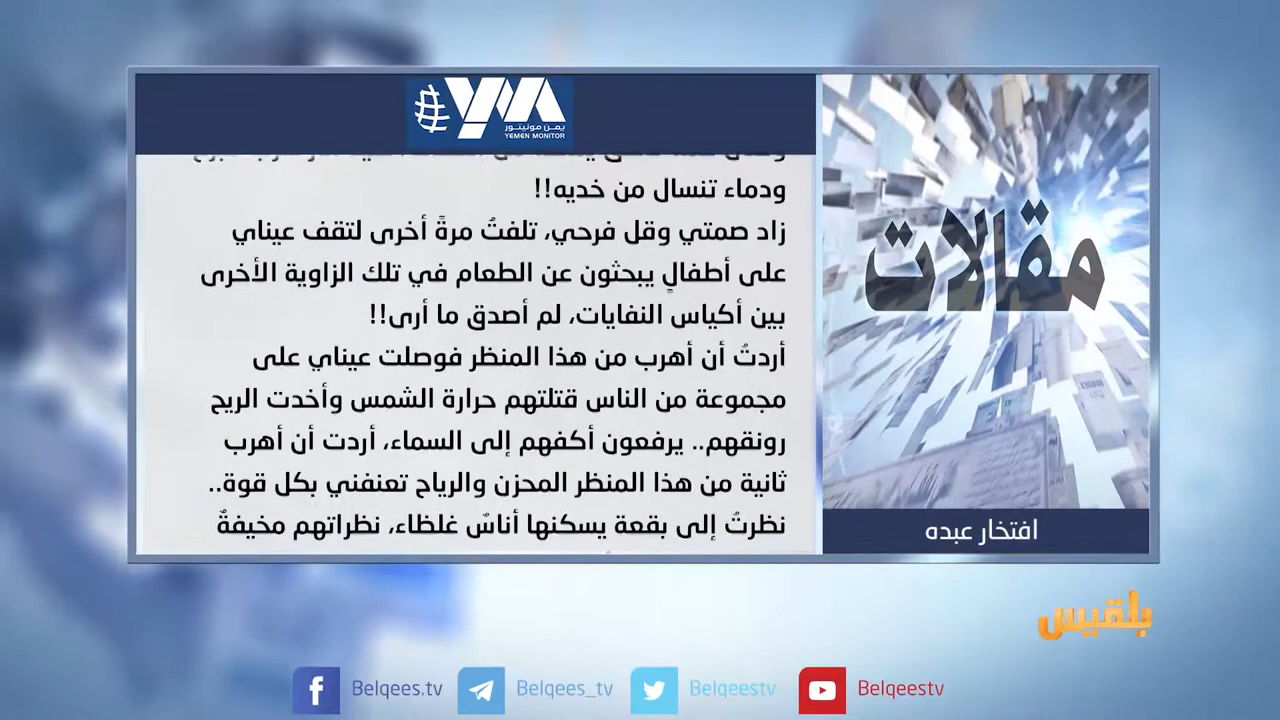 يمن مونيتور
YEMEN MONITOR
ودماء تنسال من خديه!!
زاد صمتي وقل فرحي، تلفتُ مرةً أخرى لتقف عيناي
على أطفالٍ يبحثون عن الطعام في تلك الزاوية الأخرى
بين أكياس النفايات، لم أصدق ما أرى!!
أردتُ أن أهرب من هذا المنظر فوصلت عيناي على
مجموعة من الناس قتلتهم حرارة الشمس وأخدت الريح
رونقهم.. يرفعون أكفهم إلى السماء، أردت أن أهرب
ثانية من هذا المنظر المحزن والرياح تعنفني بكل قوة..
نظرتُ إلى بقعة يسكنها أناسٌ غلظاء، نظراتهم مخيفةٌ
مقالات
افتخار عبده
بلقيس
Belqees.tv
Belqees_tv
Belqeestv
Belqeestv